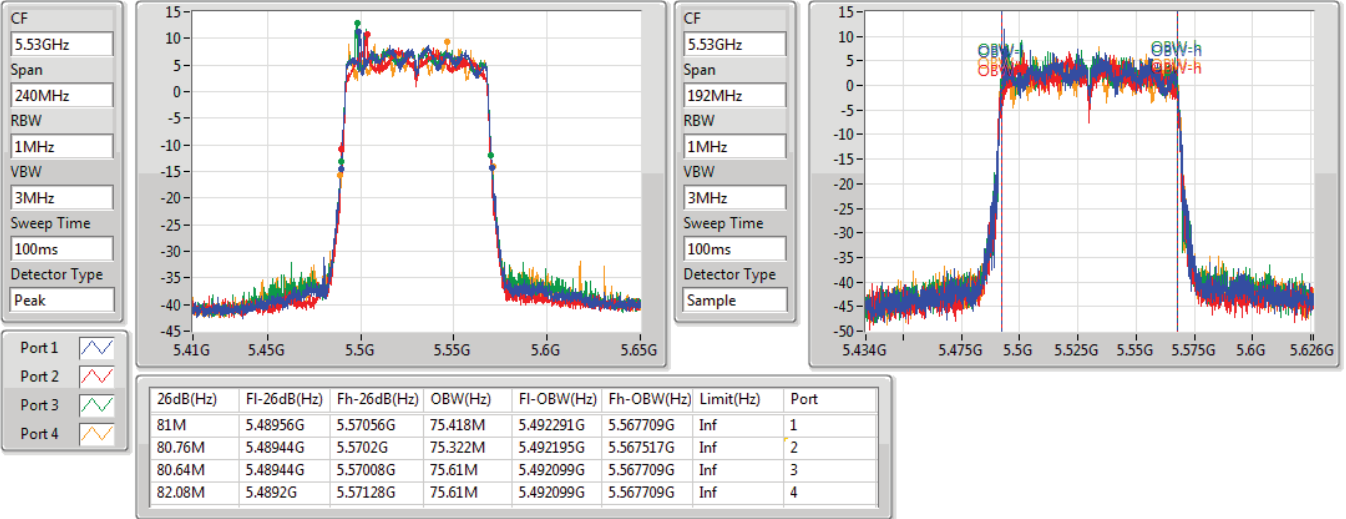 CF
5.53GHz
Span
240MHz
RBW
1MHz
VBW
3MHz
Sweep Time
100ms
Detector Type
Peak
15
10
5
0
-5
-10
-15
-20
-25
-30
-35
-40
-45
5.41G 5.45G 5.5G 5.55G 5.6G 5.65G
Port 1
Port 2
Port 3
Port 4
CF
5.53GHz
Span
192MHz
RBW
1MHz
VBW
3MHz
Sweep Time
100ms
Detector Type
Sample
15
10
5
0
-5
-10
-15
-20
-25
-30
-35
-40
-45
-50
OBW-h
OBW-h
5.434G 5.475G 5.5G 5.525G 5.55G 5.575G 5.6G 5.626G
26dB(Hz) Fl-26dB(Hz) Fh-26dB(Hz) OBW(Hz) Fl-OBW(Hz) Fh-OBW(Hz) Limit(Hz) Port
81M 5.48956G 5.57056G 75.418M 5.492291G 5.567709G Inf 1
80.76M 5.48944G 5.5702G 75.322M 5.492195G 5.567517G Inf 2
80.64M 5.48944G 5.57008G 75.61M 5.492099G 5.567709G Inf 3
82.08M 5.4892G 5.57128G 75.61M 5.492099G 5.567709G Inf 4